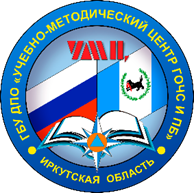 ГБУ ДПО «УЧЕБНО-МЕТОДИЧЕСКИЙ ЦЕНТР ГОЧС И ПБ»
УМЦ
ИРКУТСКАЯ ОБЛАСТЬ